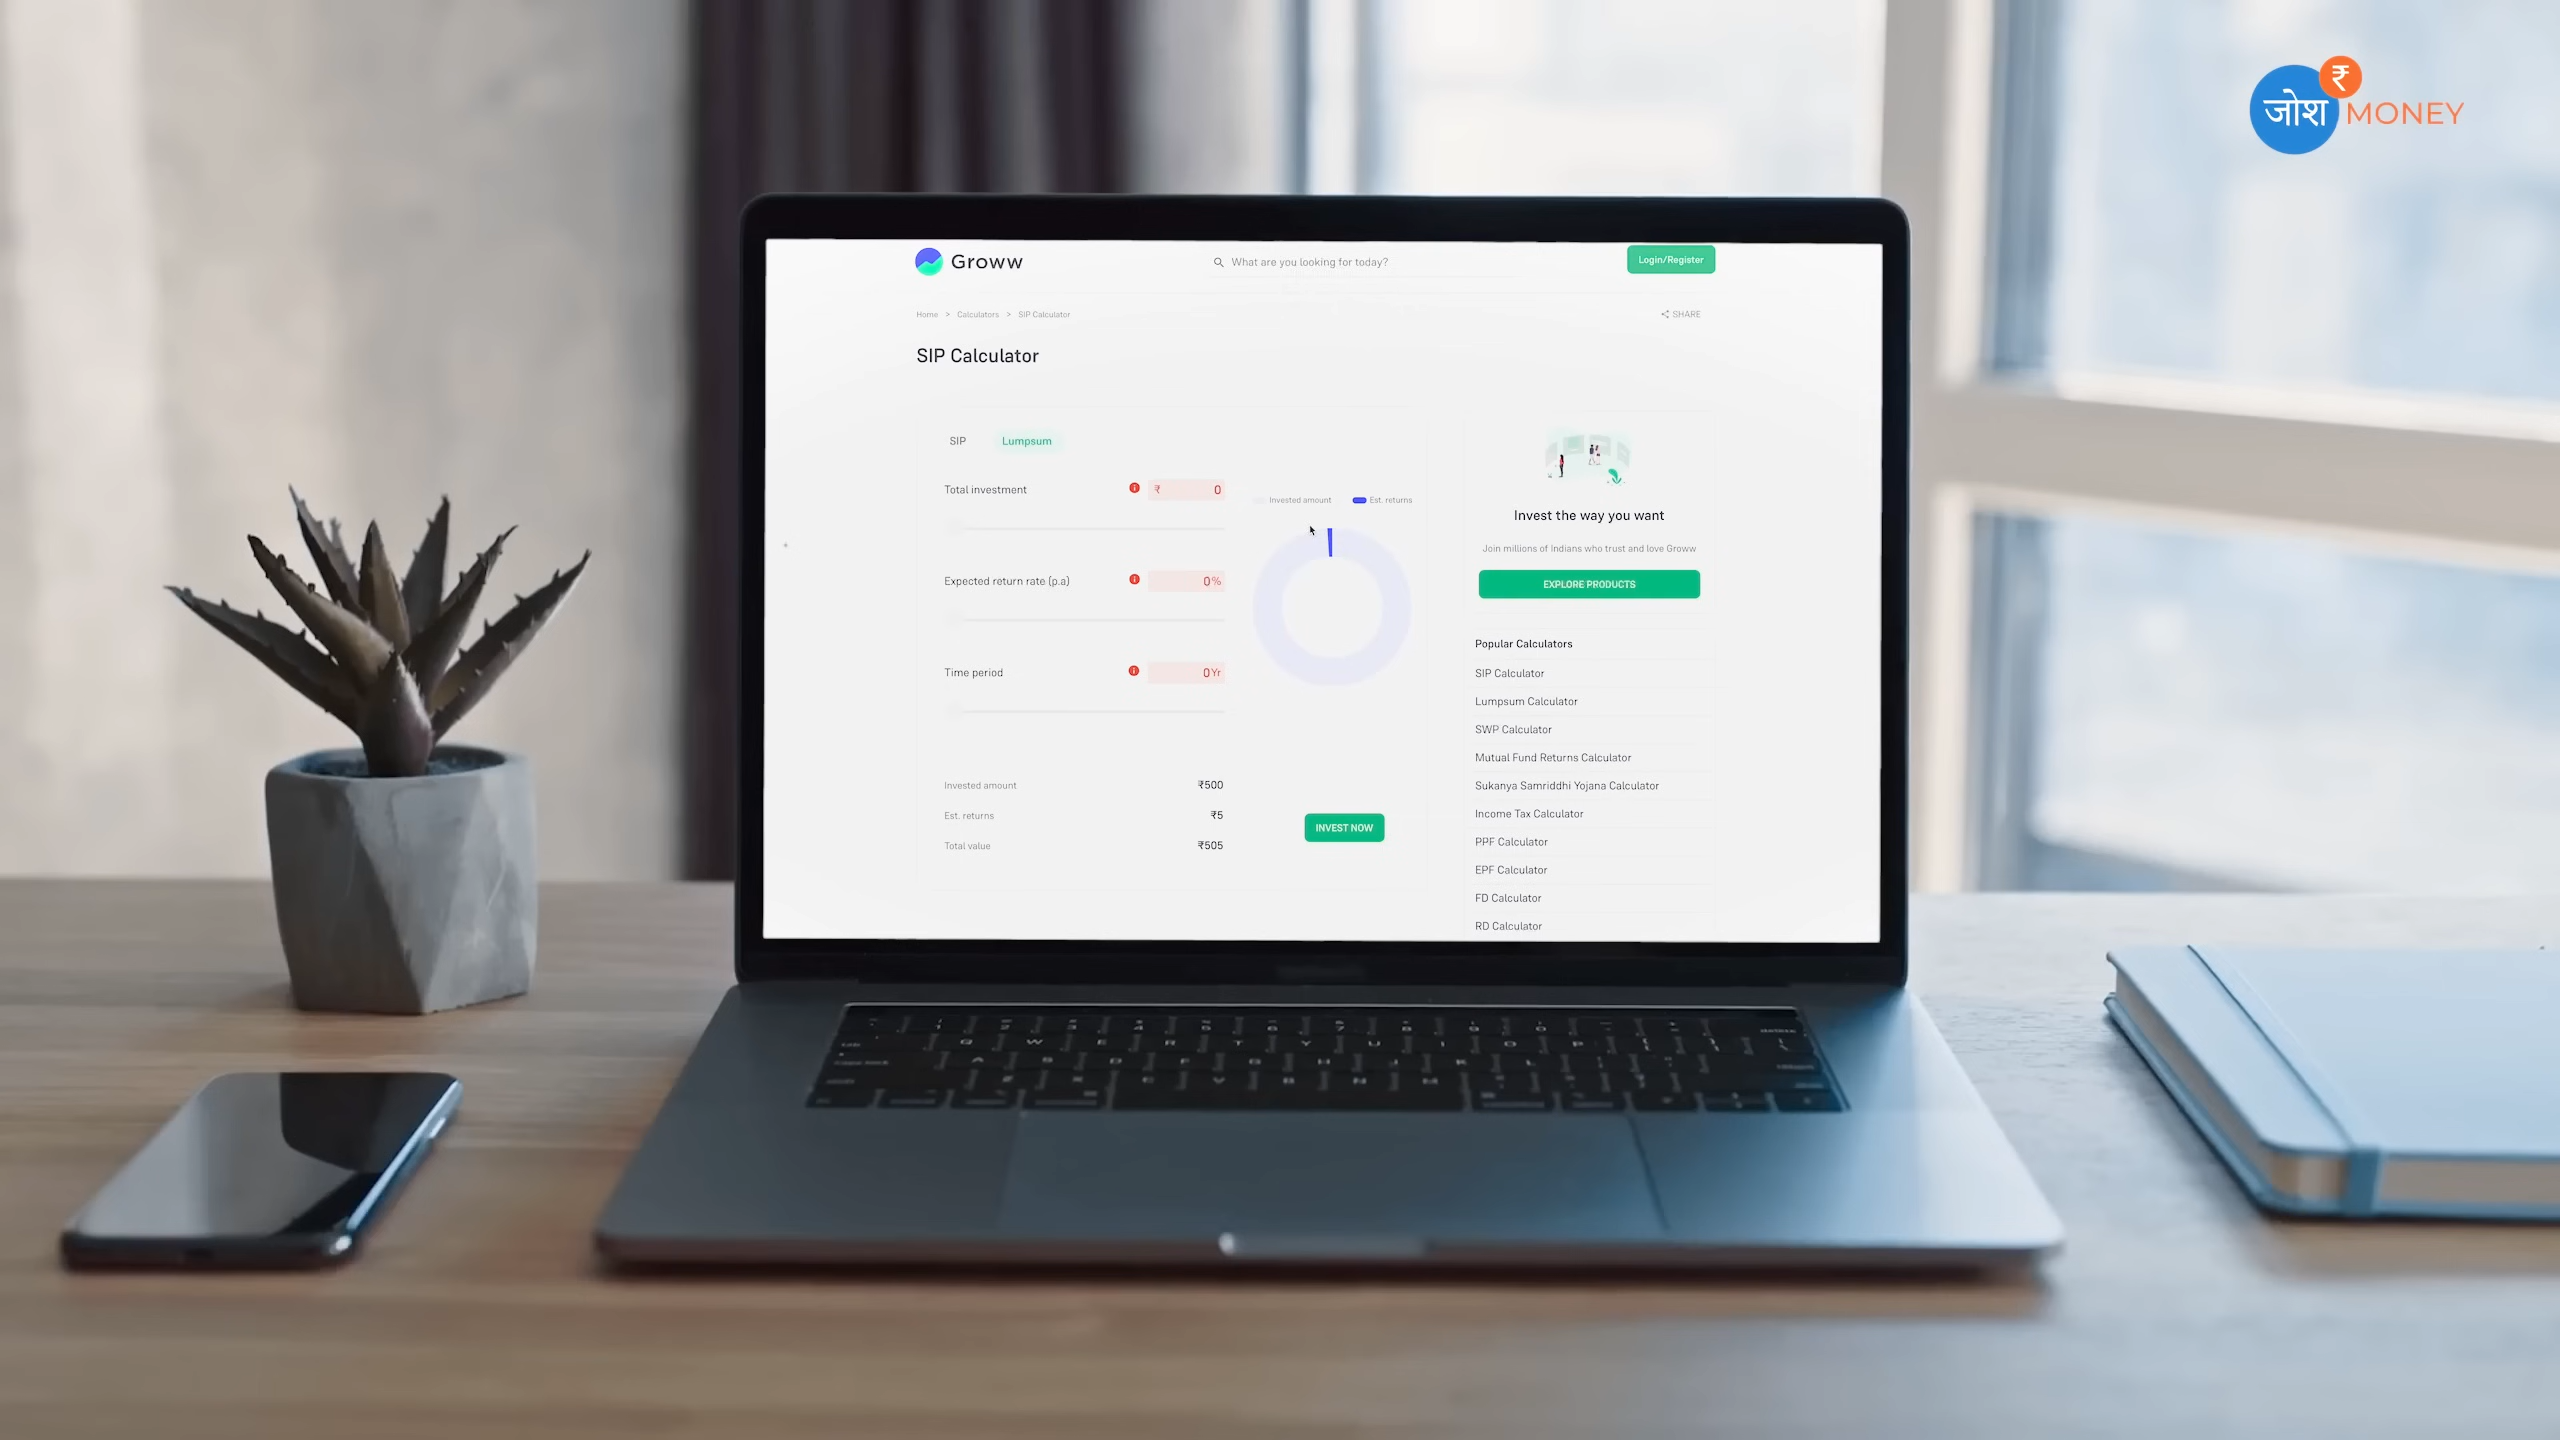 जोश ₹ MONEY
Groww
What are you looking for today?
Login/Register
Home > Calculators > SIP Calculator
SHARE
SIP Calculator
SIP Lumpsum
Total investment ₹ 0
Expected return rate (p.a) 0%
Time period 0Yr
Invested amount Est. returns
Invested amount ₹500
Est. returns ₹5
Total value ₹505
INVEST NOW
Invest the way you want
Join millions of Indians who trust and love Groww
EXPLORE PRODUCTS
Popular Calculators
SIP Calculator
Lumpsum Calculator
SWP Calculator
Mutual Fund Returns Calculator
Sukanya Samriddhi Yojana Calculator
Income Tax Calculator
PPF Calculator
EPF Calculator
FD Calculator
RD Calculator